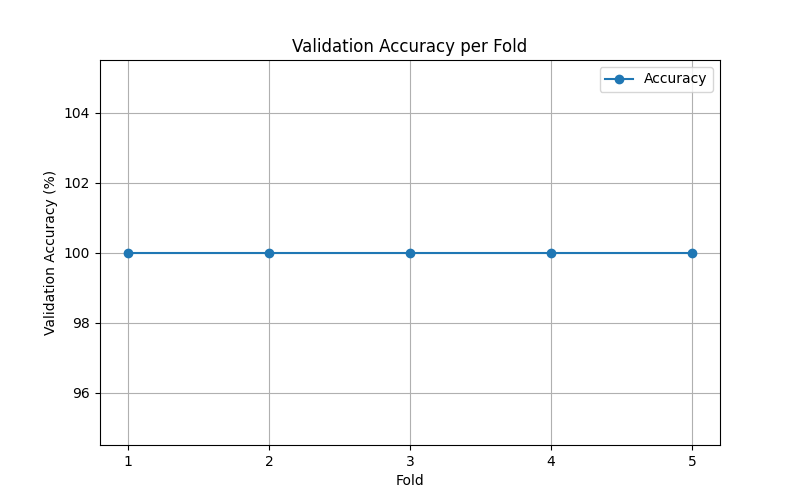 Validation Accuracy per Fold
Accuracy
Validation Accuracy (%)
104
102
100
98
96
1 2 3 4 5
Fold